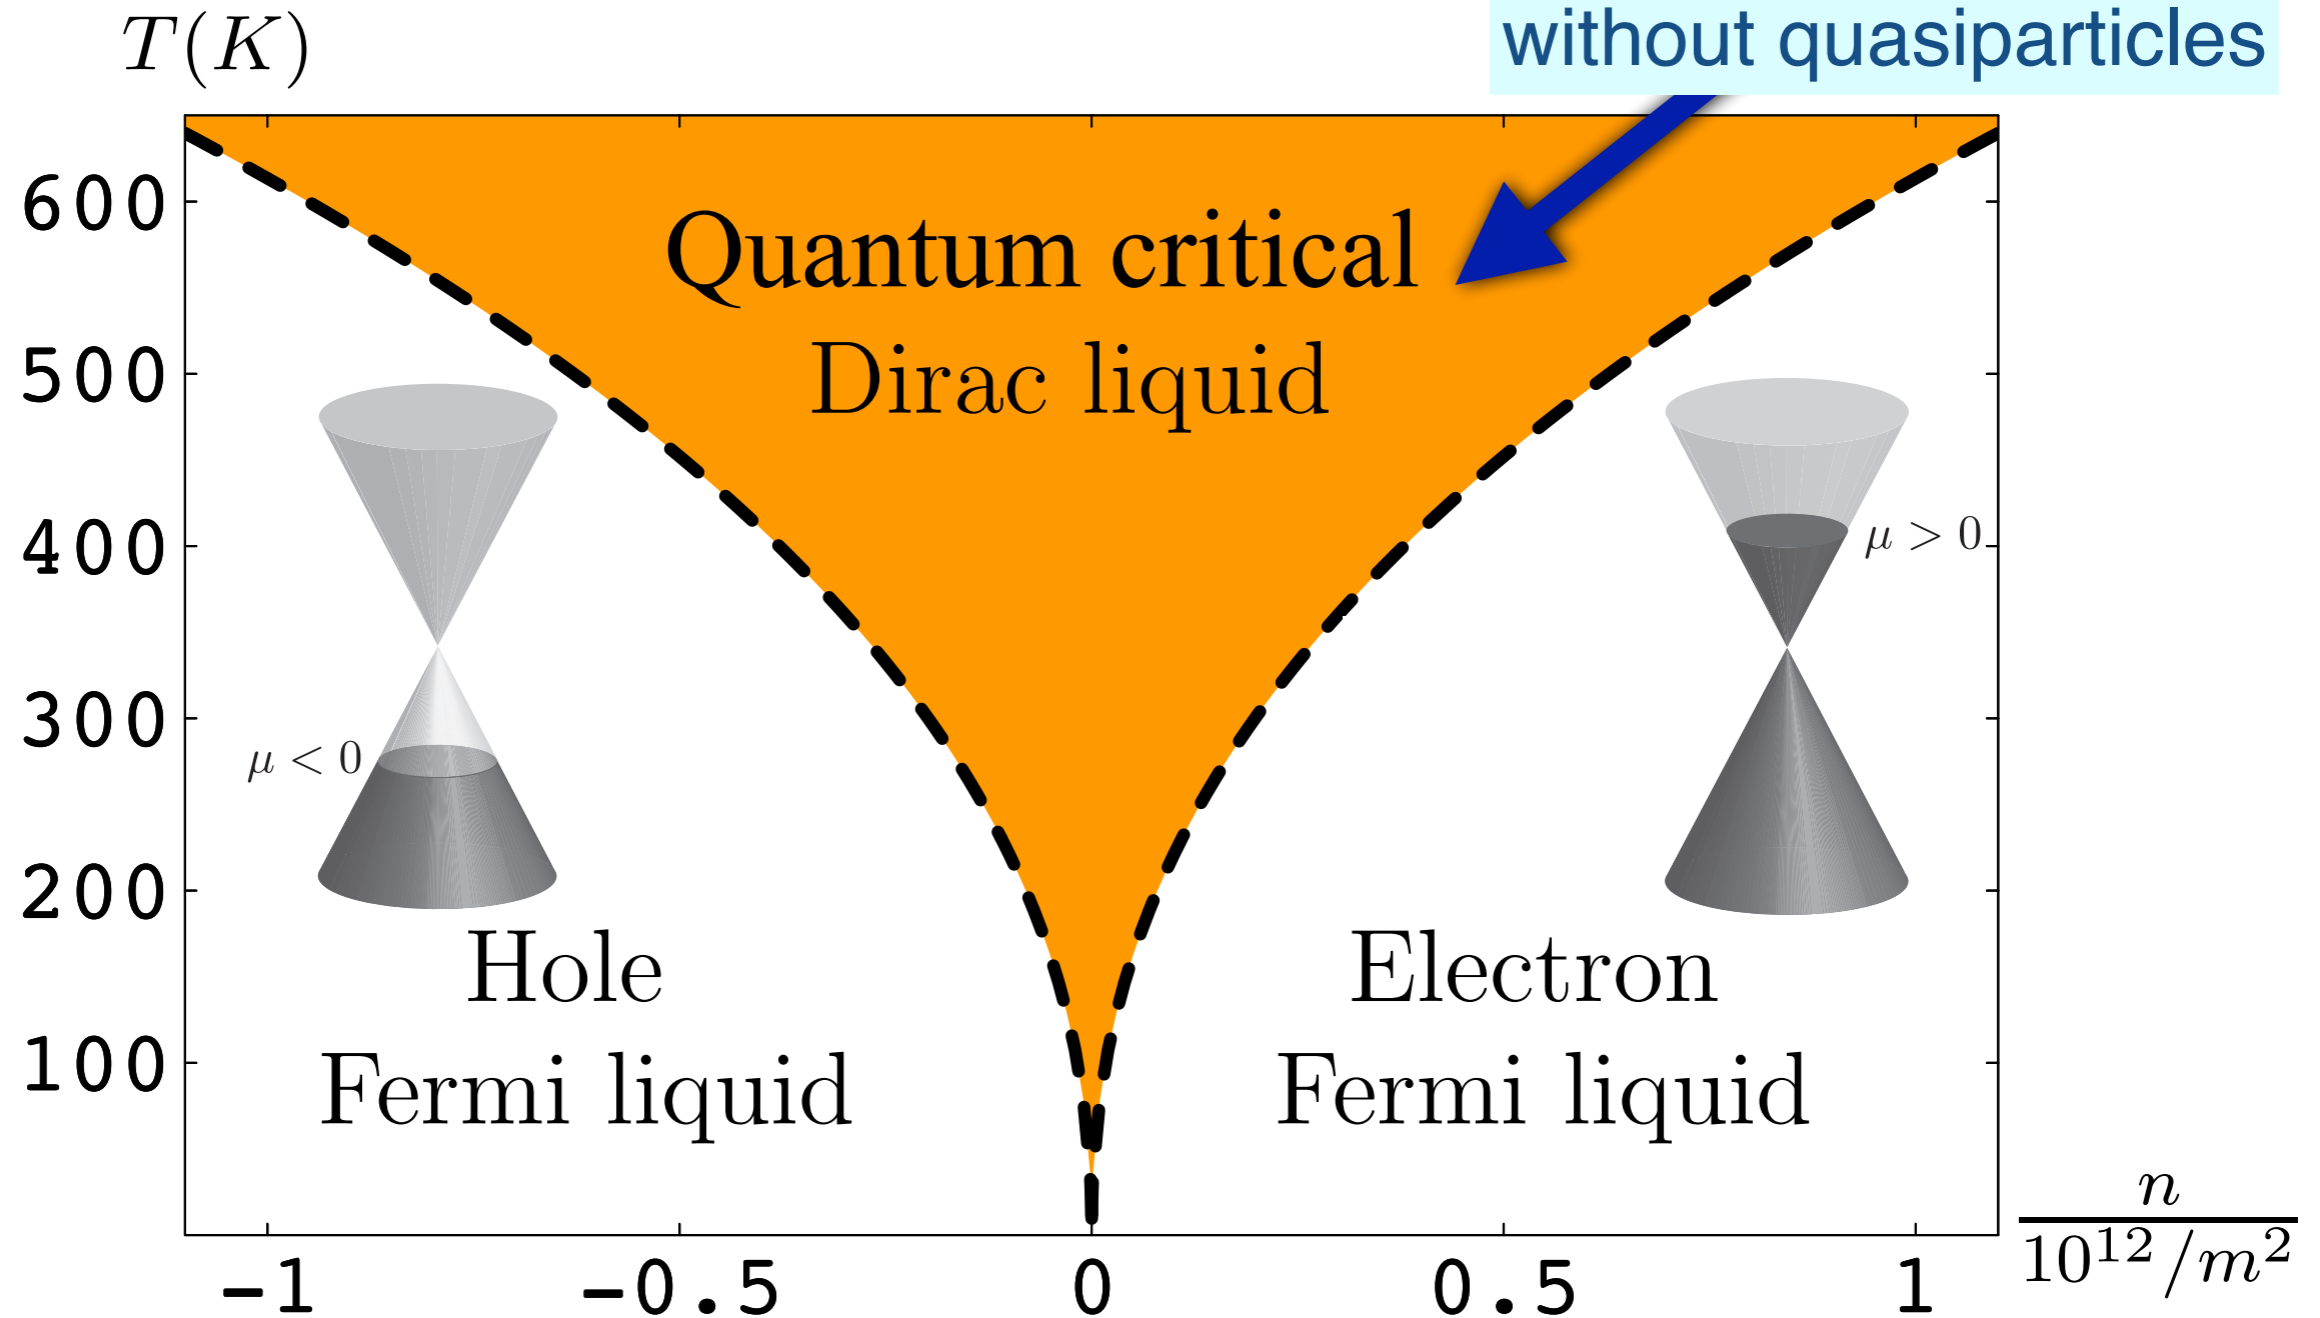 T(K)
without quasiparticles
600
500
400
300
200
100
Quantum critical
Dirac liquid
μ < 0
μ > 0
Hole
Fermi liquid
Electron
Fermi liquid
−1
−0.5
0
0.5
1
n
10¹²/m²